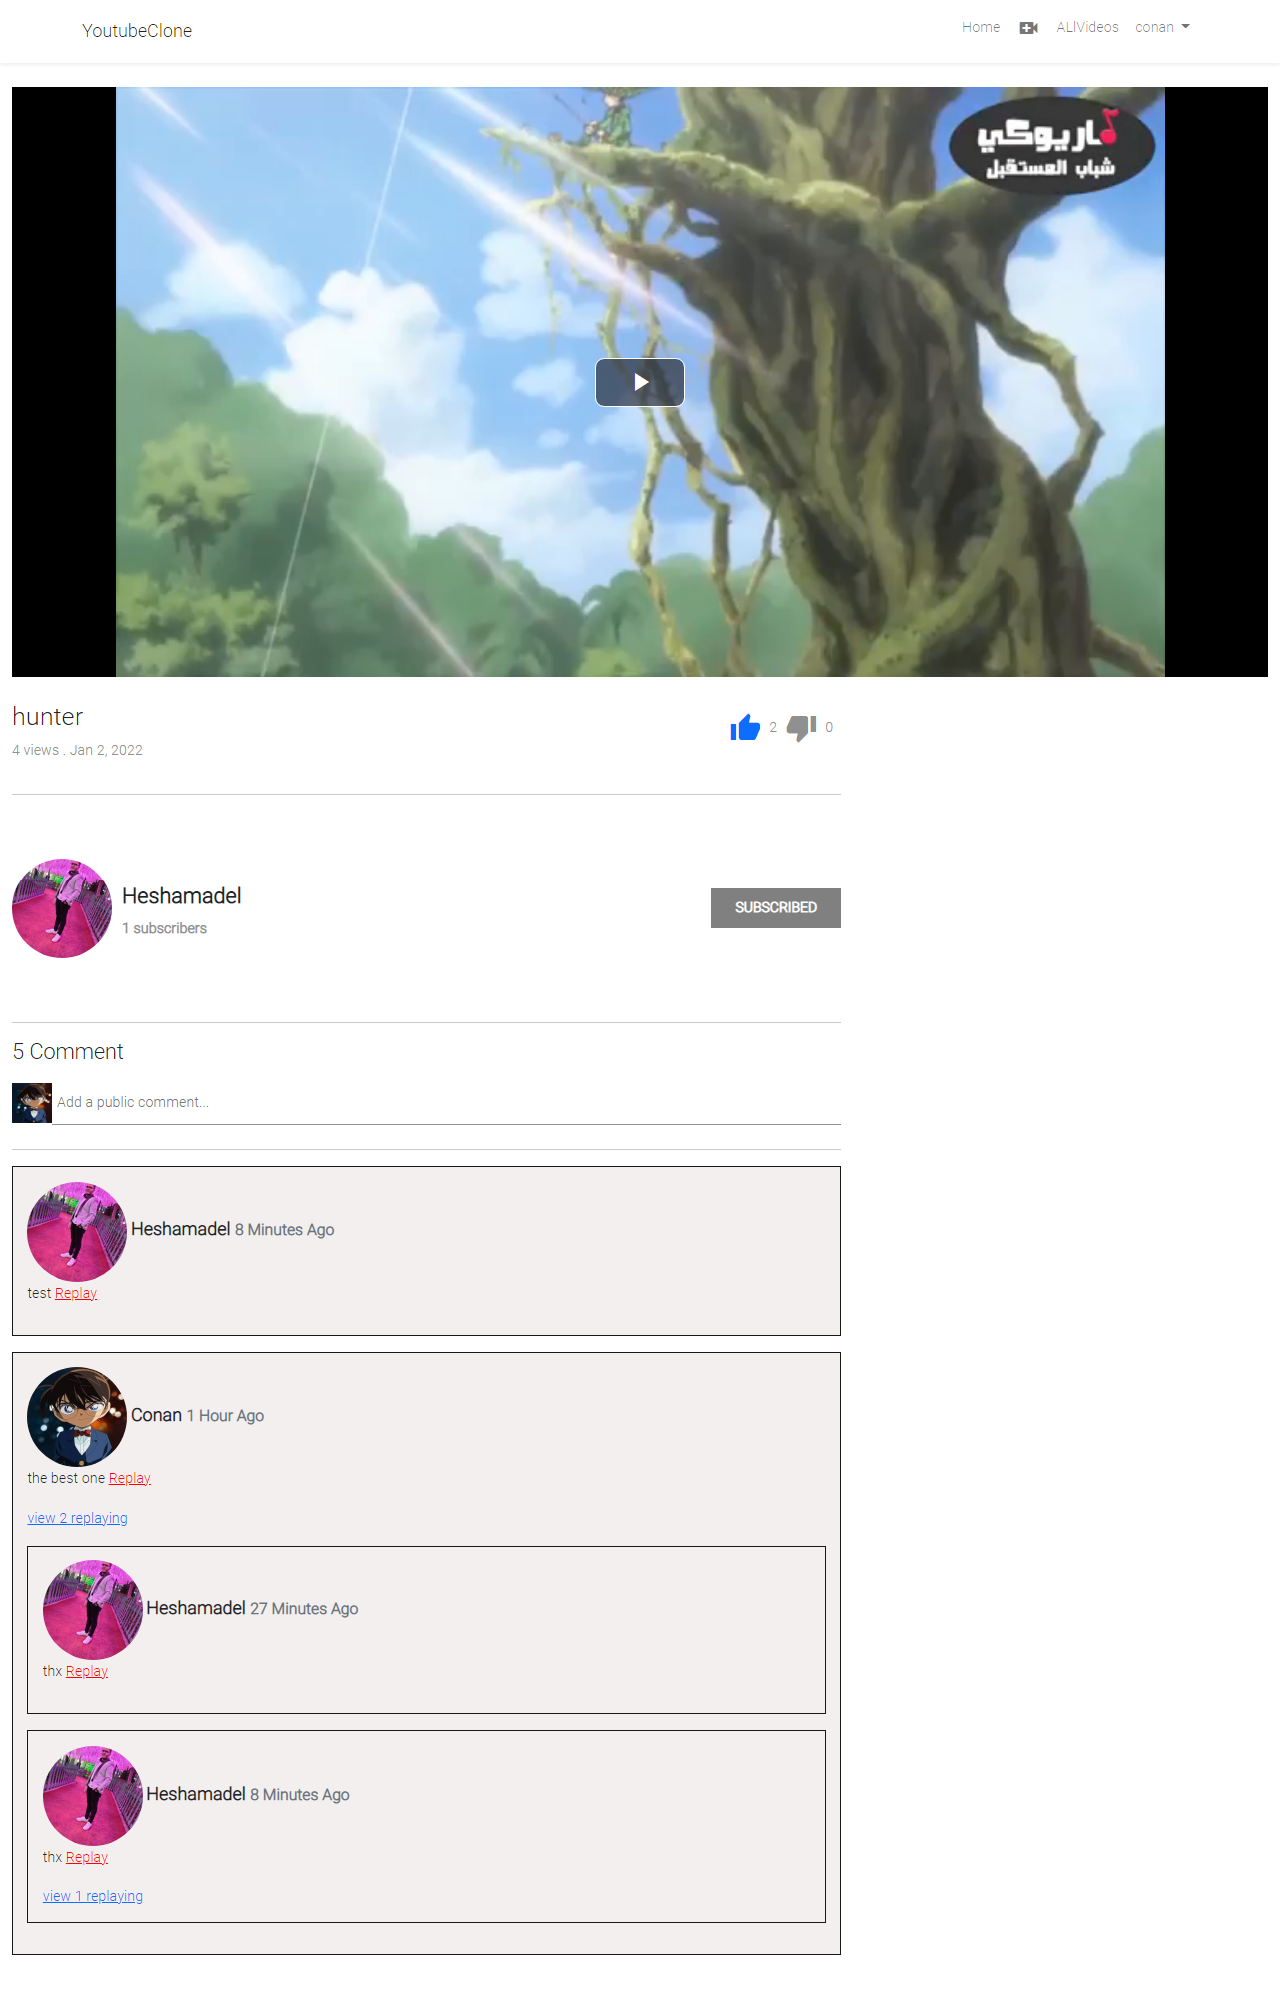 YoutubeClone
Home
ALlVideos
conan
ماريوكي
شباب المستقبل
hunter
2
0
4 views . Jan 2, 2022
Heshamadel
1 subscribers
SUBSCRIBED
5 Comment
Add a public comment...
Heshamadel 8 Minutes Ago
test Replay
Conan 1 Hour Ago
the best one Replay
view 2 replaying
Heshamadel 27 Minutes Ago
thx Replay
Heshamadel 8 Minutes Ago
thx Replay
view 1 replaying